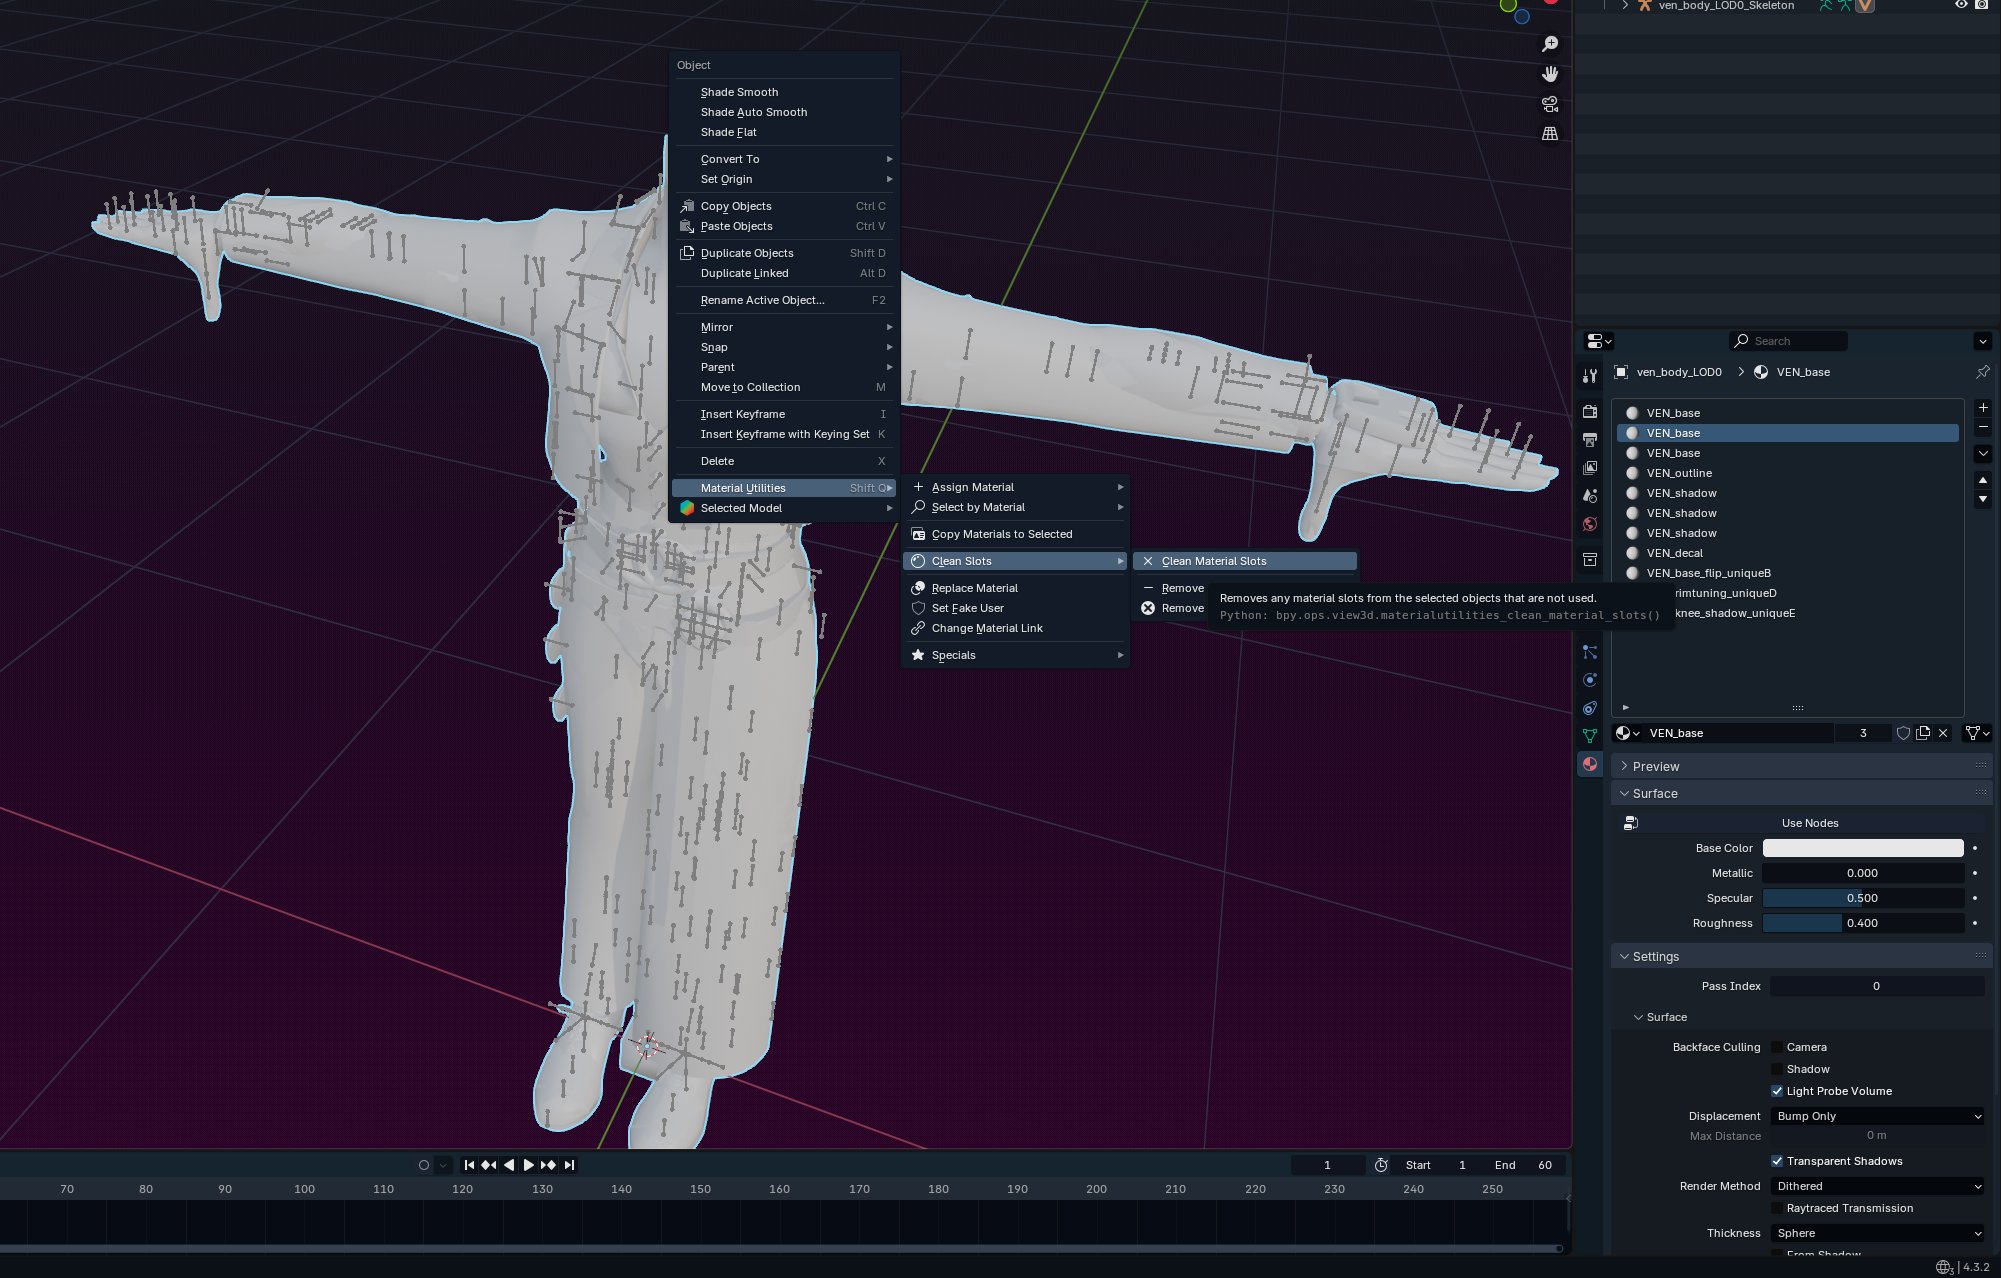 ven_body_LOD0_Skeleton
Object
Shade Smooth
Shade Auto Smooth
Shade Flat
Convert To
Set Origin
Copy Objects Ctrl C
Paste Objects Ctrl V
Duplicate Objects Shift D
Duplicate Linked Alt D
Rename Active Object... F2
Mirror
Snap
Parent
Move to Collection M
Insert Keyframe I
Insert Keyframe with Keying Set K
Delete X
Material Utilities Shift Q
Selected Model
Assign Material
Select by Material
Copy Materials to Selected
Clean Slots
Replace Material
Set Fake User
Change Material Link
Specials
Clean Material Slots
Remove
Remove
Removes any material slots from the selected objects that are not used.
Python: bpy.ops.view3d.materialutilities_clean_material_slots()
Search
ven_body_LOD0 > VEN_base
VEN_base
VEN_base
VEN_base
VEN_outline
VEN_shadow
VEN_shadow
VEN_shadow
VEN_decal
VEN_base_flip_uniqueB
rimtuning_uniqueD
knee_shadow_uniqueE
VEN_base 3
Preview
Surface
Use Nodes
Base Color
Metallic 0.000
Specular 0.500
Roughness 0.400
Settings
Pass Index 0
Surface
Backface Culling Camera
Shadow
Light Probe Volume
Displacement Bump Only
Max Distance 0 m
Transparent Shadows
Render Method Dithered
Raytraced Transmission
Thickness Sphere
From Shadow
1 Start 1 End 60
70 80 90 100 110 120 130 140 150 160 170 180 190 200 210 220 230 240 250
3 | 4.3.2